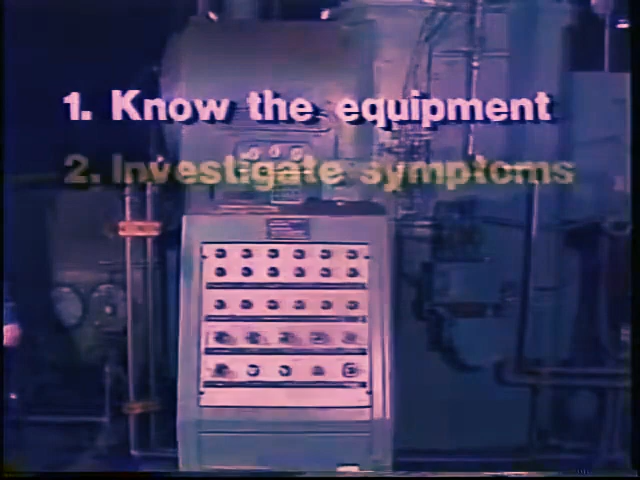 1. Know the equipment
2. Investigate symptoms